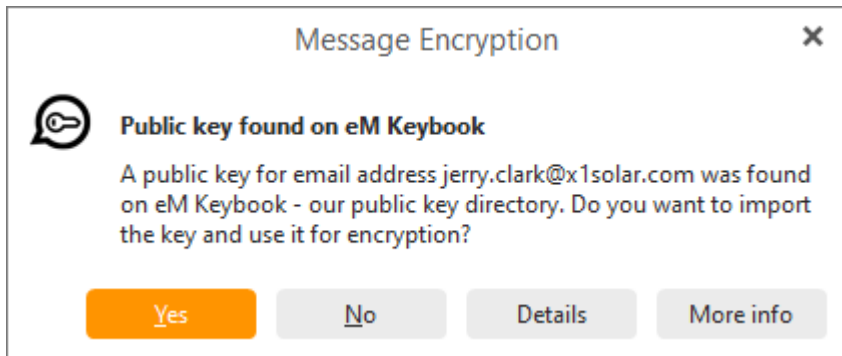 Message Encryption
Public key found on eM Keybook
A public key for email address jerry.clark@x1solar.com was found
on eM Keybook - our public key directory. Do you want to import
the key and use it for encryption?
Yes No Details More info